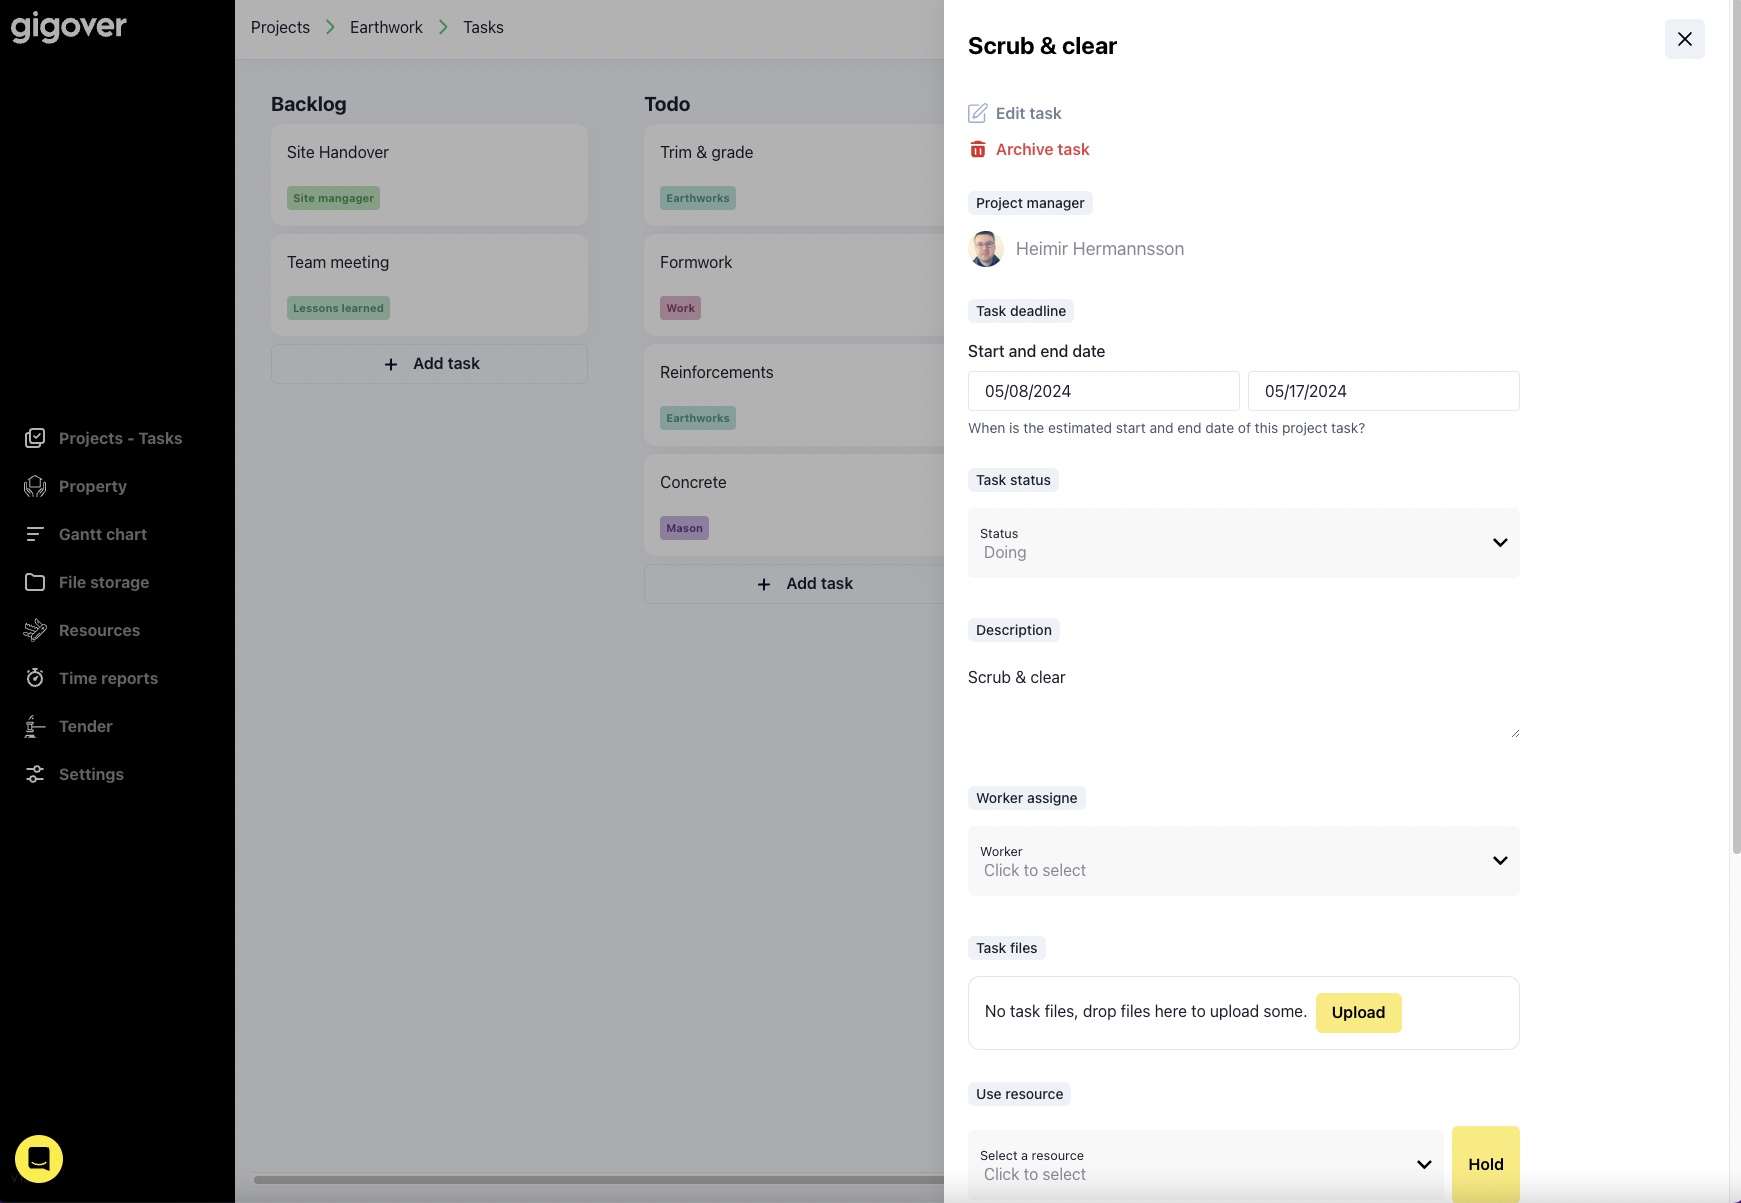 gigover
Projects
Earthwork
Tasks
Projects - Tasks
Property
Gantt chart
File storage
Resources
Time reports
Tender
Settings
Backlog
Site Handover
Site mangager
Team meeting
Lessons learned
+ Add task
Todo
Trim & grade
Earthworks
Formwork
Work
Reinforcements
Earthworks
Concrete
Mason
+ Add task
Scrub & clear
Edit task
Archive task
Project manager
Heimir Hermannsson
Task deadline
Start and end date
05/08/2024 05/17/2024
When is the estimated start and end date of this project task?
Task status
Status
Doing
Description
Scrub & clear
Worker assigne
Worker
Click to select
Task files
No task files, drop files here to upload some. Upload
Use resource
Select a resource
Click to select
Hold